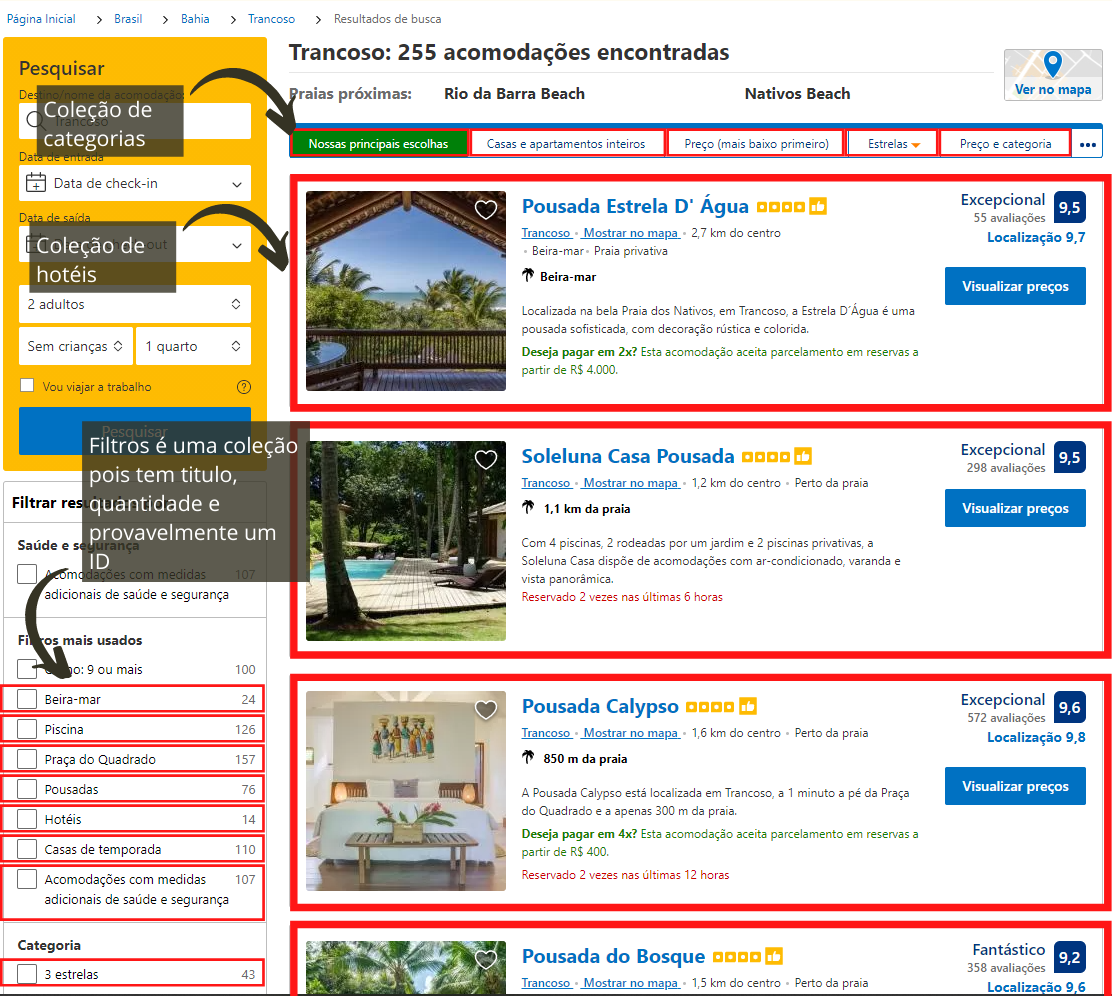 Página Inicial > Brasil > Bahia > Trancoso > Resultados de busca
Pesquisar
Destino/nome da acomodação:
Trancoso
Coleção de
categorias
Data de entrada
Data de check-in
Data de saída
out
Coleção de
hotéis
2 adultos
Sem crianças
1 quarto
Vou viajar a trabalho
?
Pesquisar
Filtros é uma coleção
pois tem titulo,
quantidade e
provavelmente um
ID
Filtrar
Saúde e segurança
Acomodações com medidas 107
adicionais de saúde e segurança
Filtros mais usados
9 ou mais 100
Beira-mar 24
Piscina 126
Praça do Quadrado 157
Pousadas 76
Hotéis 14
Casas de temporada 110
Acomodações com medidas 107
adicionais de saúde e segurança
Categoria
3 estrelas 43
Trancoso: 255 acomodações encontradas
Ver no mapa
Praias próximas: Rio da Barra Beach Nativos Beach
Nossas principais escolhas
Casas e apartamentos inteiros
Preço (mais baixo primeiro)
Estrelas
Preço e categoria
•••
Pousada Estrela D' Água
Trancoso • Mostrar no mapa • 2,7 km do centro
• Beira-mar • Praia privativa
Beira-mar
Localizada na bela Praia dos Nativos, em Trancoso, a Estrela D´Água é uma
pousada sofisticada, com decoração rústica e colorida.
Deseja pagar em 2x? Esta acomodação aceita parcelamento em reservas a
partir de R$ 4.000.
Excepcional 9,5
55 avaliações
Localização 9,7
Visualizar preços
Soleluna Casa Pousada
Trancoso • Mostrar no mapa • 1,2 km do centro • Perto da praia
1,1 km da praia
Com 4 piscinas, 2 rodeadas por um jardim e 2 piscinas privativas, a
Soleluna Casa dispõe de acomodações com ar-condicionado, varanda e
vista panorâmica.
Reservado 2 vezes nas últimas 6 horas
Excepcional 9,5
298 avaliações
Visualizar preços
Pousada Calypso
Trancoso • Mostrar no mapa • 1,6 km do centro • Perto da praia
850 m da praia
A Pousada Calypso está localizada em Trancoso, a 1 minuto a pé da Praça
do Quadrado e a apenas 300 m da praia.
Deseja pagar em 4x? Esta acomodação aceita parcelamento em reservas a
partir de R$ 400.
Reservado 2 vezes nas últimas 12 horas
Excepcional 9,6
572 avaliações
Localização 9,8
Visualizar preços
Pousada do Bosque
Trancoso • Mostrar no mapa • 1,5 km do centro • Perto da praia
Fantástico 9,2
358 avaliações
Localização 9,6